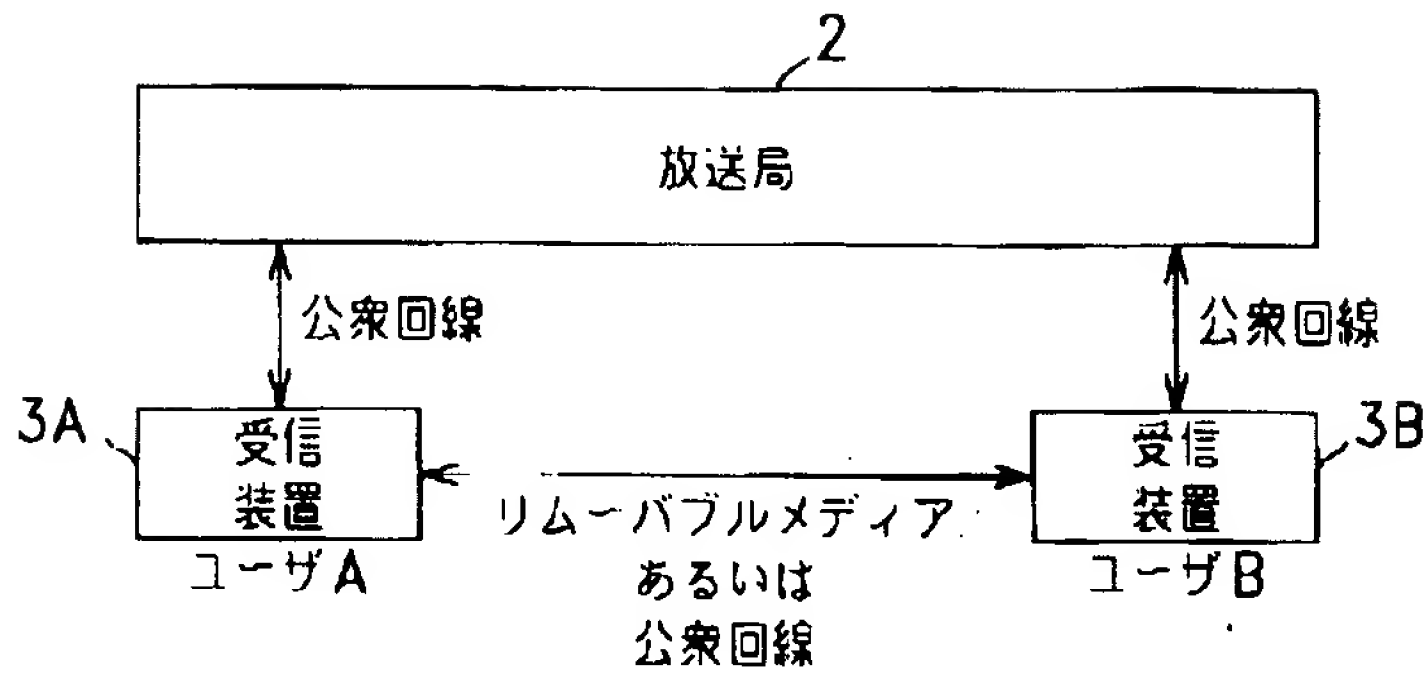 2
放送局
公衆回線
公衆回線
3A
受信
装置
ユーザA
リムーバブルメディア
あるいは
公衆回線
3B
受信
装置
ユーザB